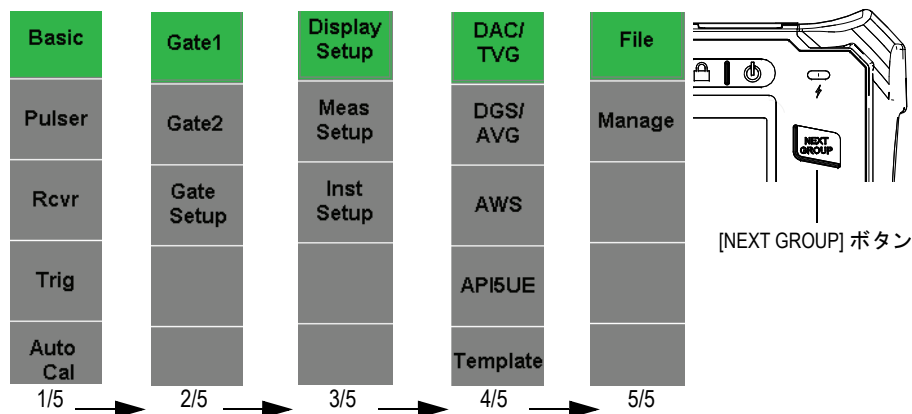 Basic
Pulser
Rcvr
Trig
Auto
Cal
1/5
Gate1
Gate2
Gate
Setup
2/5
Display
Setup
Meas
Setup
Inst
Setup
3/5
DAC/
TVG
DGS/
AVG
AWS
API5UE
Template
4/5
File
Manage
5/5
NEXT
GROUP
[NEXT GROUP] ボタン